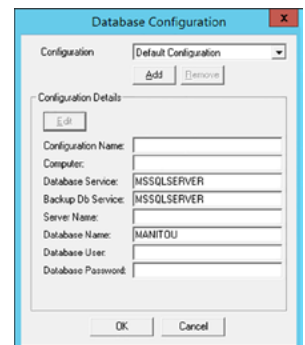 Database Configuration
x
Configuration Default Configuration
Add Remove
Configuration Details
Edit
Configuration Name:
Computer:
Database Service: MSSQLSERVER
Backup Db Service: MSSQLSERVER
Server Name:
Database Name: MANITOU
Database User:
Database Password:
OK Cancel